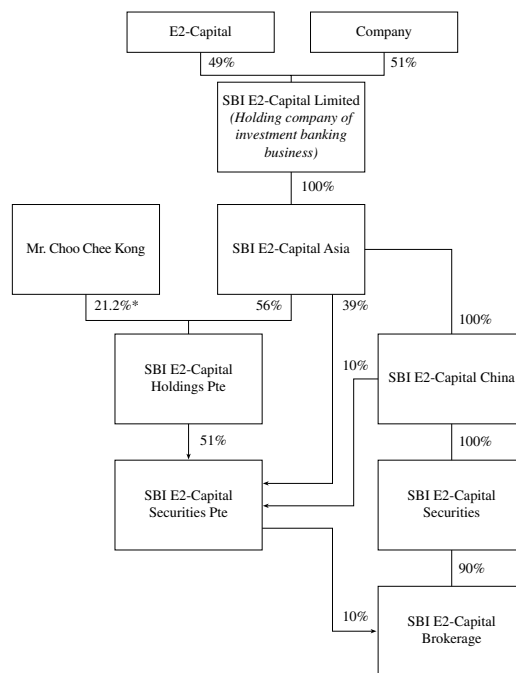 E2-Capital
Company
49%
51%
SBI E2-Capital Limited
(Holding company of
investment banking
business)
100%
Mr. Choo Chee Kong
SBI E2-Capital Asia
21.2%*
56%
39%
100%
SBI E2-Capital
Holdings Pte
10%
SBI E2-Capital China
51%
100%
SBI E2-Capital
Securities Pte
SBI E2-Capital
Securities
90%
10%
SBI E2-Capital
Brokerage